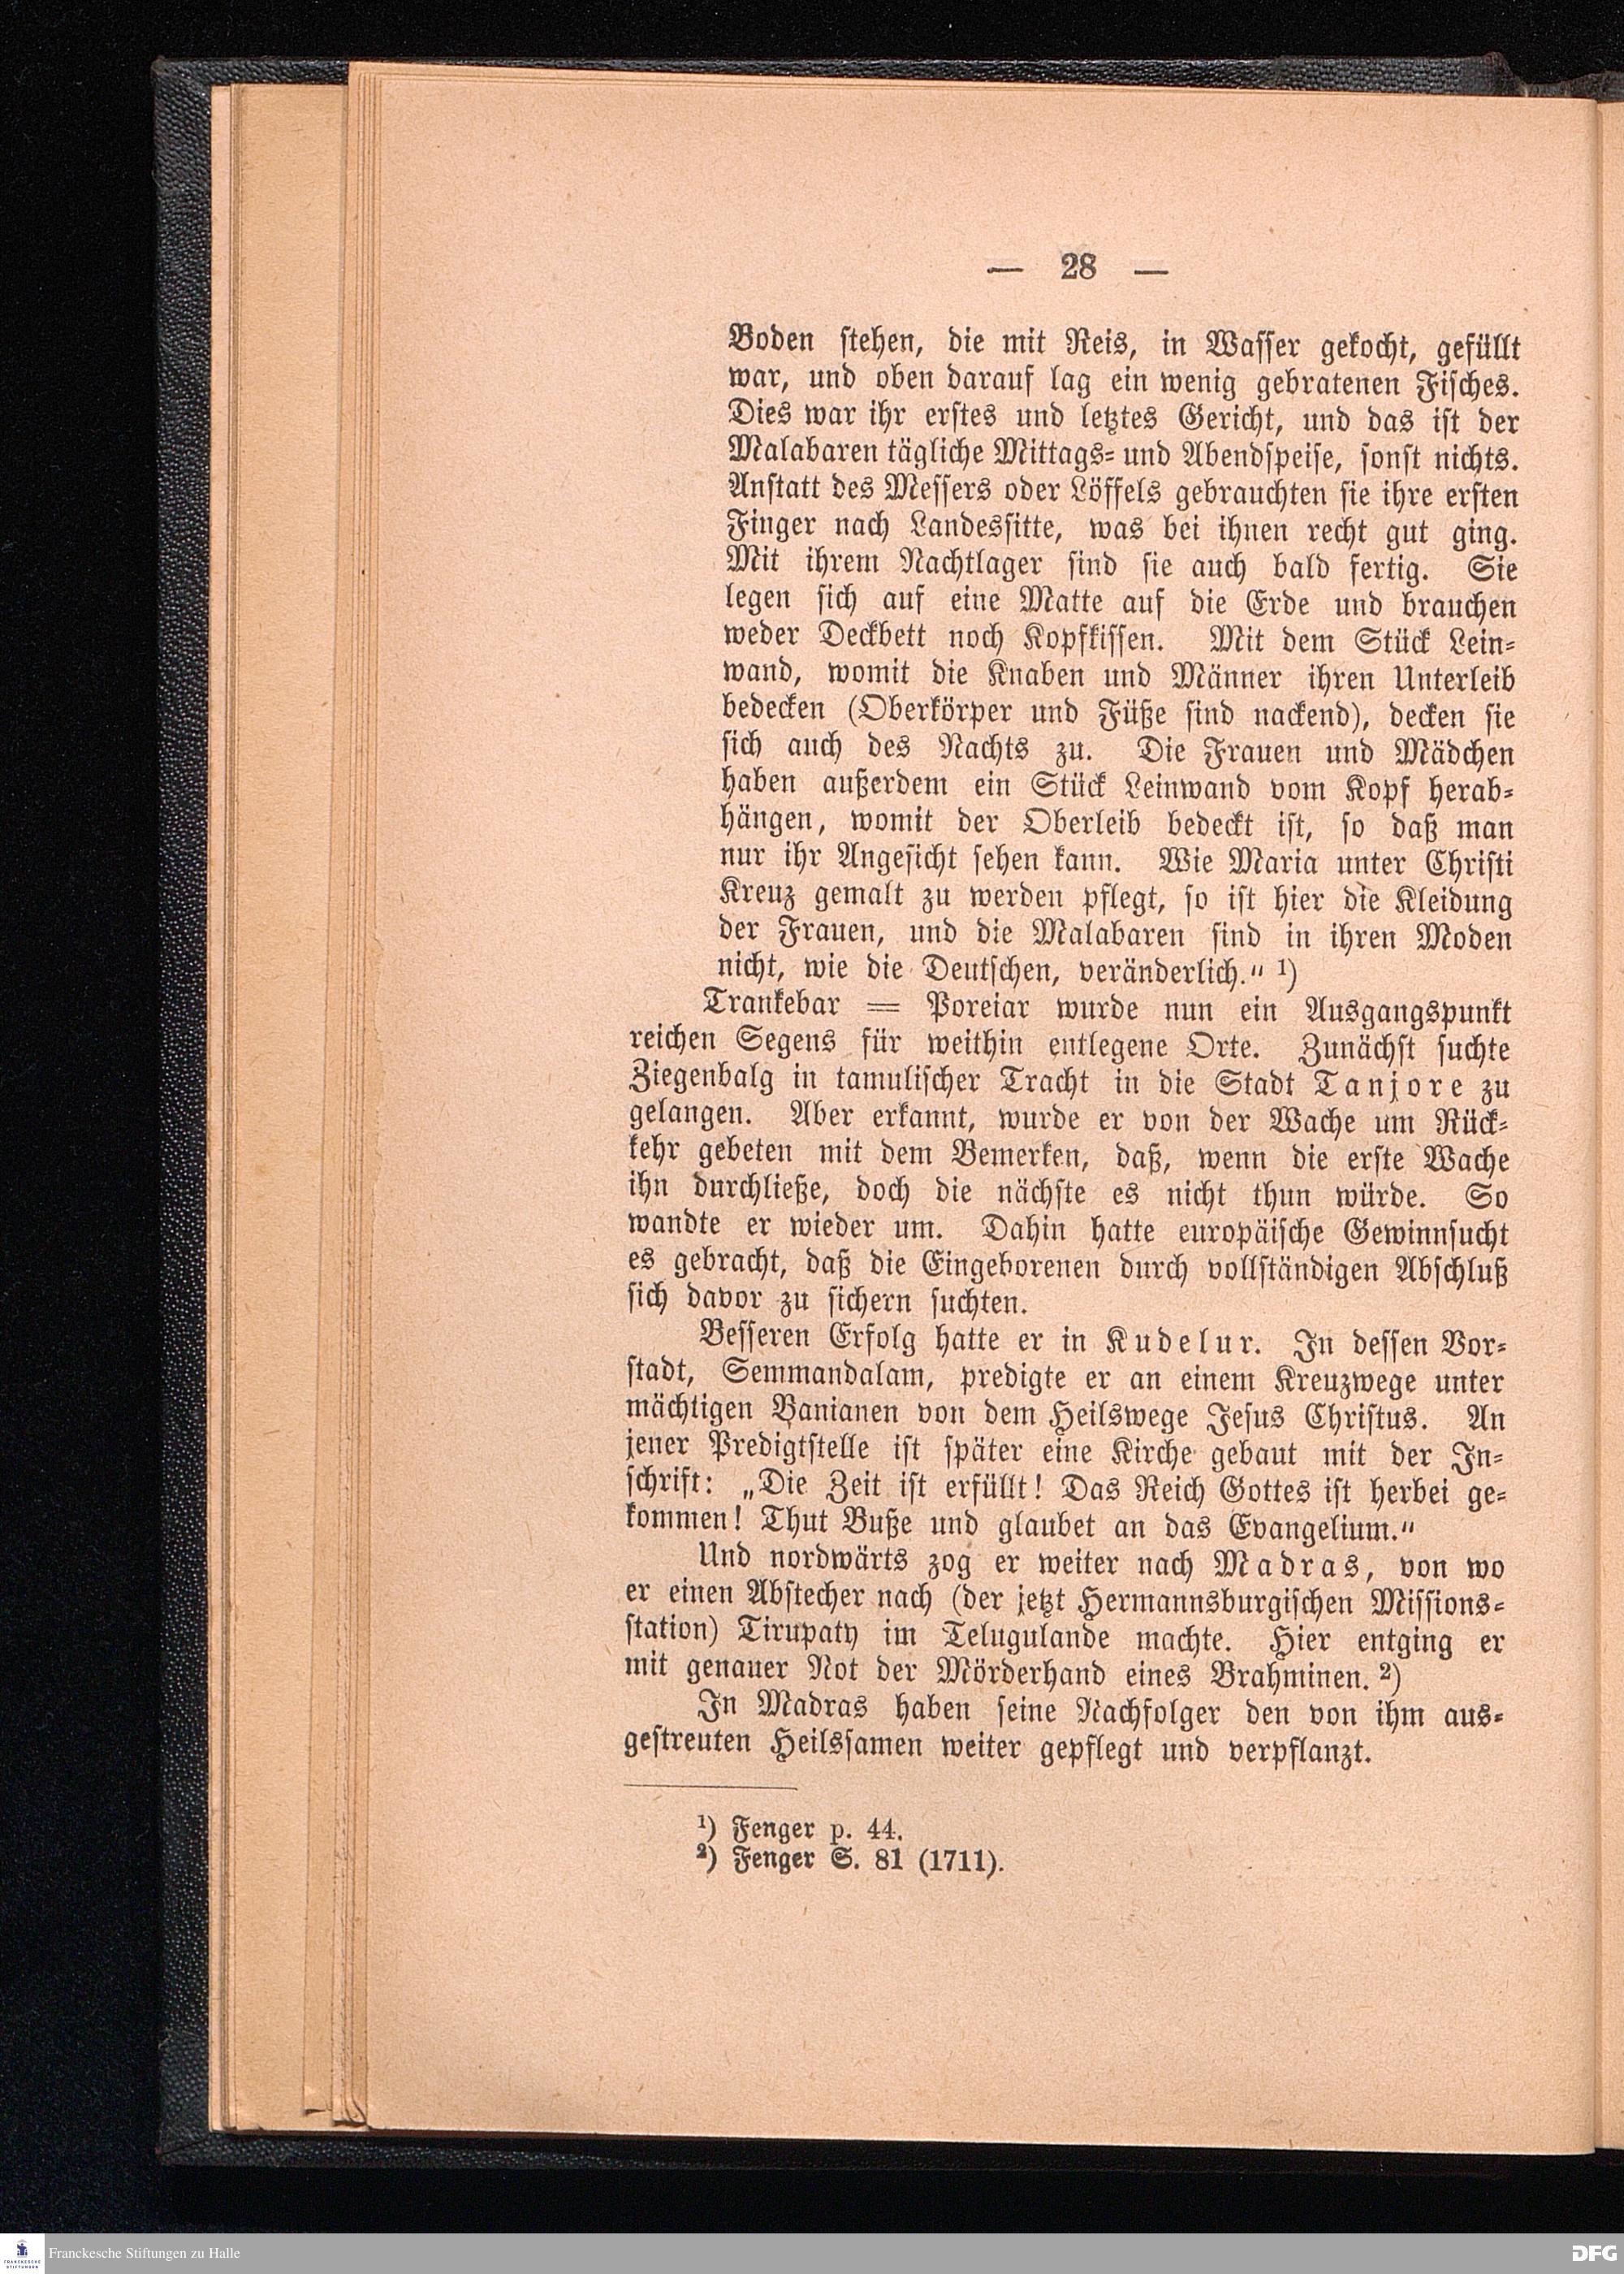 — 28 —
Boden stehen, die mit Reis, in Wasser gekocht, gefüllt
war, und oben darauf lag ein wenig gebratenen Fisches.
Dies war ihr erstes und letztes Gericht, und das ist der
Malabaren tägliche Mittags- und Abendspeise, sonst nichts.
Anstatt des Messers oder Löffels gebrauchten sie ihre ersten
Finger nach Landessitte, was bei ihnen recht gut ging.
Mit ihrem Nachtlager sind sie auch bald fertig. Sie
legen sich auf eine Matte auf die Erde und brauchen
weder Deckbett noch Kopfkissen. Mit dem Stück Lein-
wand, womit die Knaben und Männer ihren Unterleib
bedecken (Oberkörper und Füße sind nackend), decken sie
sich auch des Nachts zu. Die Frauen und Mädchen
haben außerdem ein Stück Leinwand vom Kopf herab-
hängen, womit der Oberleib bedeckt ist, so daß man
nur ihr Angesicht sehen kann. Wie Maria unter Christi
Kreuz gemalt zu werden pflegt, so ist hier die Kleidung
der Frauen, und die Malabaren sind in ihren Moden
nicht, wie die Deutschen, veränderlich.“ ¹)
Trankebar = Poreiar wurde nun ein Ausgangspunkt
reichen Segens für weithin entlegene Orte. Zunächst suchte
Ziegenbalg in tamulischer Tracht in die Stadt Tanjore zu
gelangen. Aber erkannt, wurde er von der Wache um Rück-
kehr gebeten mit dem Bemerken, daß, wenn die erste Wache
ihn durchließe, doch die nächste es nicht thun würde. So
wandte er wieder um. Dahin hatte europäische Gewinnsucht
es gebracht, daß die Eingeborenen durch vollständigen Abschluß
sich davor zu sichern suchten.
Besseren Erfolg hatte er in Kudelur. In dessen Vor-
stadt, Semmandalam, predigte er an einem Kreuzwege unter
mächtigen Banianen von dem Heilswege Jesus Christus. An
jener Predigtstelle ist später eine Kirche gebaut mit der In-
schrift: „Die Zeit ist erfüllt! Das Reich Gottes ist herbei ge-
kommen! Thut Buße und glaubet an das Evangelium.“
Und nordwärts zog er weiter nach Madras, von wo
er einen Abstecher nach (der jetzt Hermannsburgischen Missions-
station) Tirupaty im Telugulande machte. Hier entging er
mit genauer Not der Mörderhand eines Brahminen. ²)
In Madras haben seine Nachfolger den von ihm aus-
gestreuten Heilssamen weiter gepflegt und verpflanzt.
¹) Fenger p. 44.
²) Fenger S. 81 (1711).
FRANCKESCHE
STIFTUNGEN
Franckesche Stiftungen zu Halle
DFG